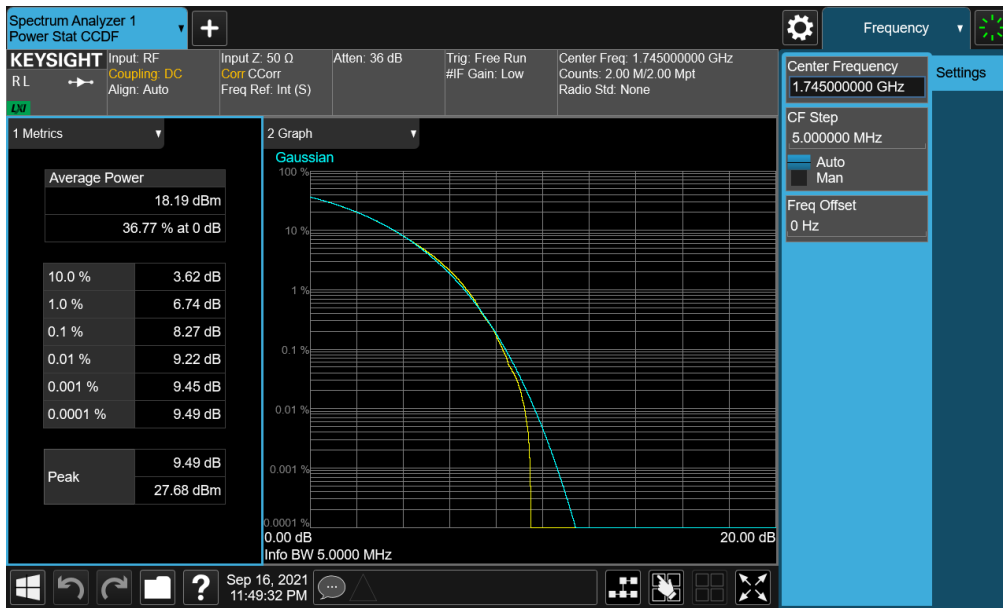 Spectrum Analyzer 1
Power Stat CCDF
Frequency
KEYSIGHT
RL
LXI
Input: RF
Coupling: DC
Align: Auto
Input Z: 50 Ω
Corr CCorr
Freq Ref: Int (S)
Atten: 36 dB
Trig: Free Run
#IF Gain: Low
Center Freq: 1.745000000 GHz
Counts: 2.00 M/2.00 Mpt
Radio Std: None
Center Frequency
1.745000000 GHz
Settings
CF Step
5.000000 MHz
Auto
Man
Freq Offset
0 Hz
1 Metrics
Average Power
18.19 dBm
36.77 % at 0 dB
10.0 % 3.62 dB
1.0 % 6.74 dB
0.1 % 8.27 dB
0.01 % 9.22 dB
0.001 % 9.45 dB
0.0001 % 9.49 dB
Peak 9.49 dB
27.68 dBm
2 Graph
Gaussian
100 %
10 %
1 %
0.1 %
0.01 %
0.001 %
0.0001 %
0.00 dB 20.00 dB
Info BW 5.0000 MHz
?
Sep 16, 2021
11:49:32 PM